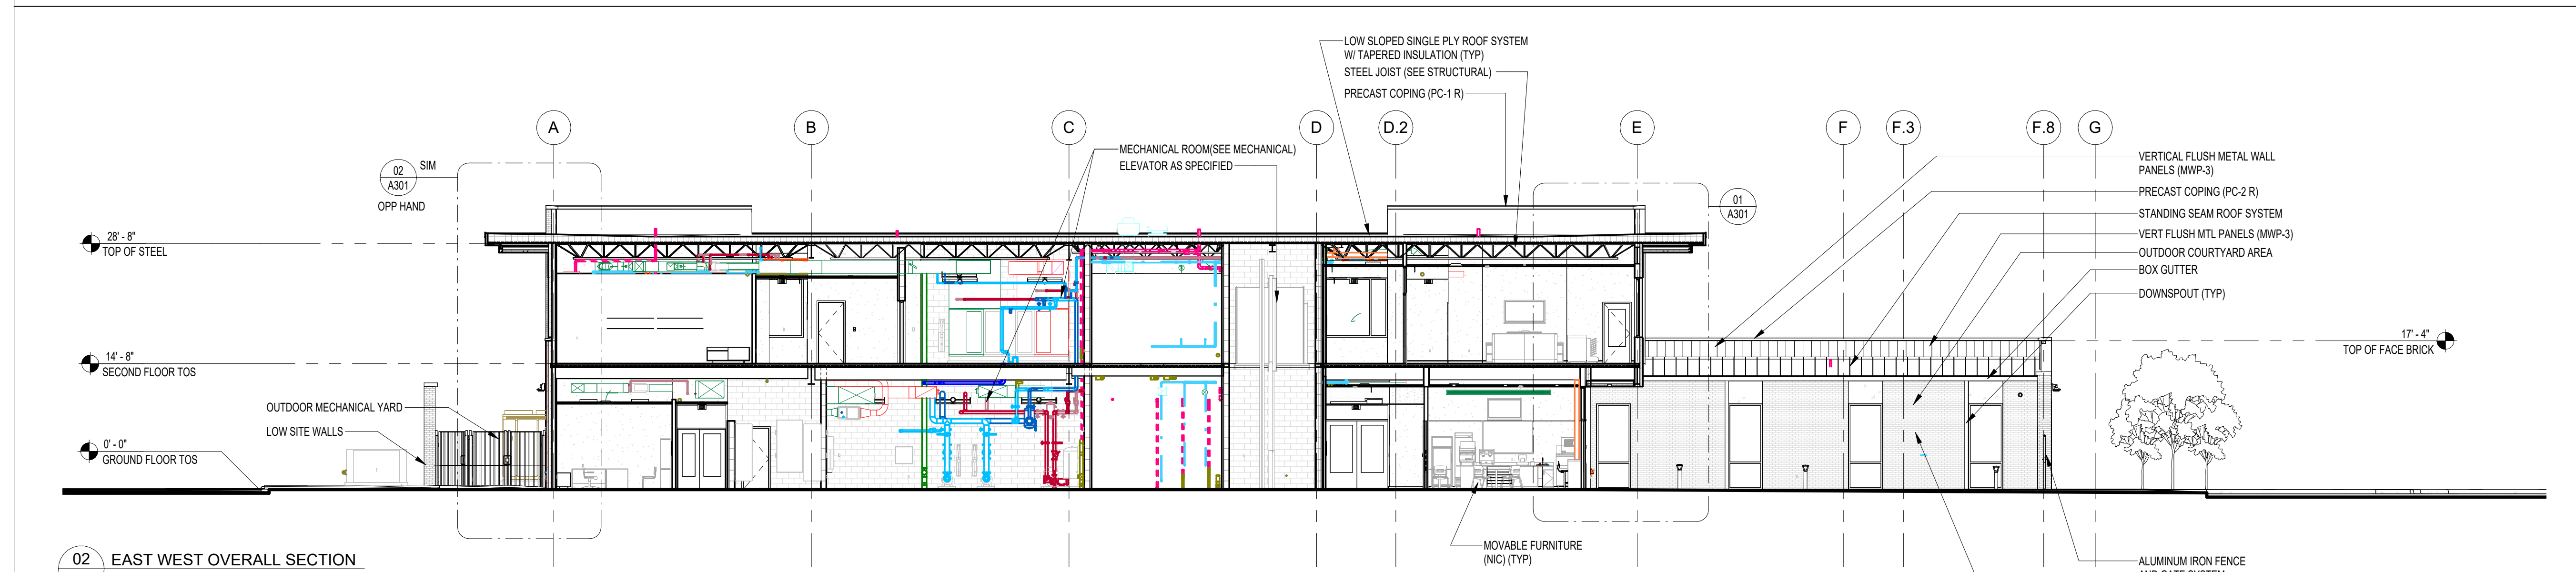 LOW SLOPED SINGLE PLY ROOF SYSTEM
W/ TAPERED INSULATION (TYP)
STEEL JOIST (SEE STRUCTURAL)
PRECAST COPING (PC-1 R)
A
B
C
D
D.2
E
F
F.3
F.8
G
MECHANICAL ROOM(SEE MECHANICAL)
ELEVATOR AS SPECIFIED
02
A301
SIM
OPP HAND
01
A301
VERTICAL FLUSH METAL WALL
PANELS (MWP-3)
PRECAST COPING (PC-2 R)
STANDING SEAM ROOF SYSTEM
VERT FLUSH MTL PANELS (MWP-3)
OUTDOOR COURTYARD AREA
BOX GUTTER
DOWNSPOUT (TYP)
28' - 8"
TOP OF STEEL
14' - 8"
SECOND FLOOR TOS
17' - 4"
TOP OF FACE BRICK
OUTDOOR MECHANICAL YARD
LOW SITE WALLS
0' - 0"
GROUND FLOOR TOS
MOVABLE FURNITURE
(NIC) (TYP)
02
EAST WEST OVERALL SECTION
ALUMINUM IRON FENCE
AND GATE SYSTEM